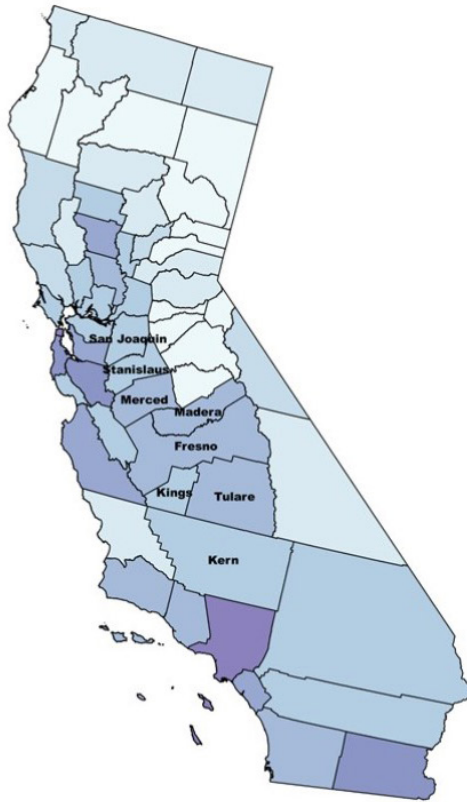 San Joaquin
Stanislaus
Merced
Madera
Fresno
Kings
Tulare
Kern